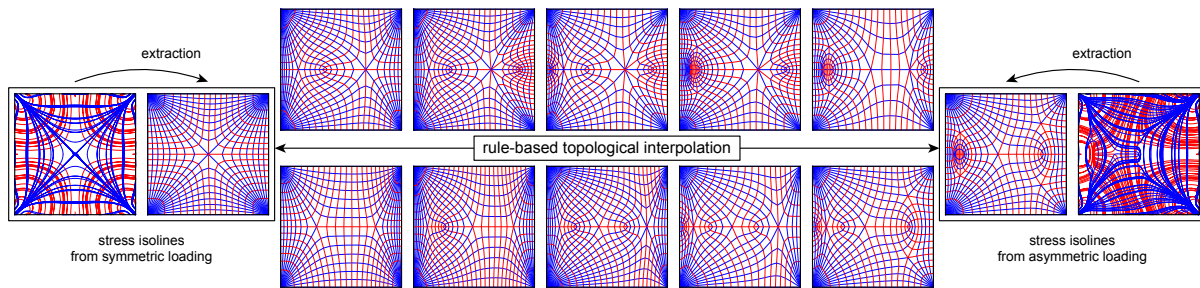 extraction
extraction
rule-based topological interpolation
stress isolines
from symmetric loading
stress isolines
from asymmetric loading